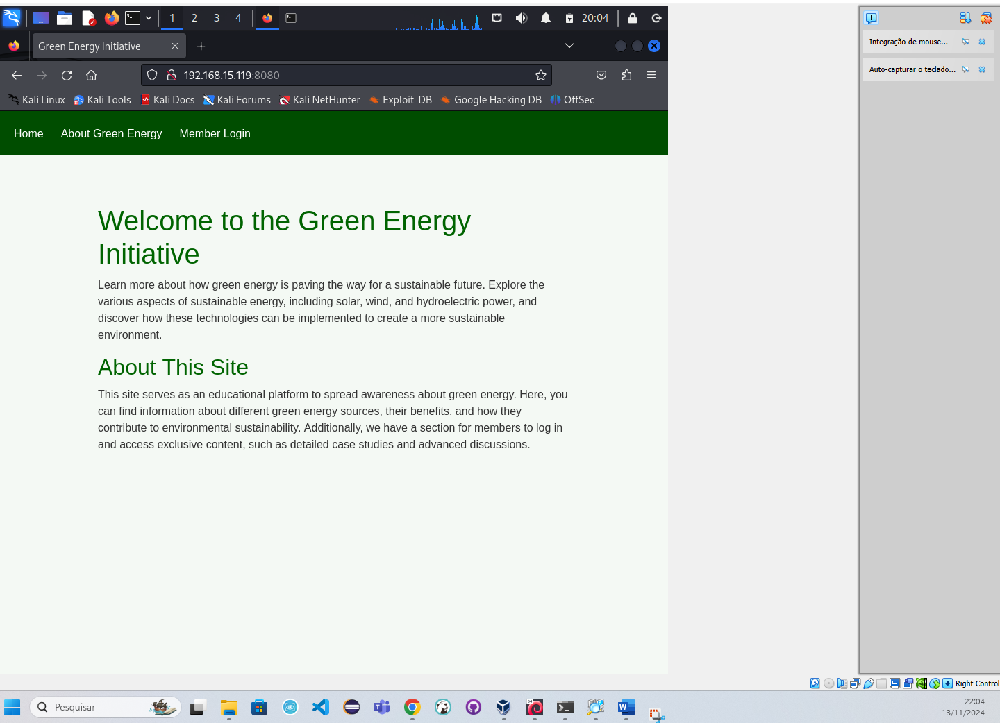 1 2 3 4 20:04
Green Energy Initiative
192.168.15.119:8080
Kali Linux Kali Tools Kali Docs Kali Forums Kali NetHunter Exploit-DB Google Hacking DB OffSec
Home About Green Energy Member Login
Welcome to the Green Energy
Initiative
Learn more about how green energy is paving the way for a sustainable future. Explore the
various aspects of sustainable energy, including solar, wind, and hydroelectric power, and
discover how these technologies can be implemented to create a more sustainable
environment.
About This Site
This site serves as an educational platform to spread awareness about green energy. Here, you
can find information about different green energy sources, their benefits, and how they
contribute to environmental sustainability. Additionally, we have a section for members to log in
and access exclusive content, such as detailed case studies and advanced discussions.
Integração de mouse...
Auto-capturar o teclado...
Right Control
Pesquisar
22:04
13/11/2024